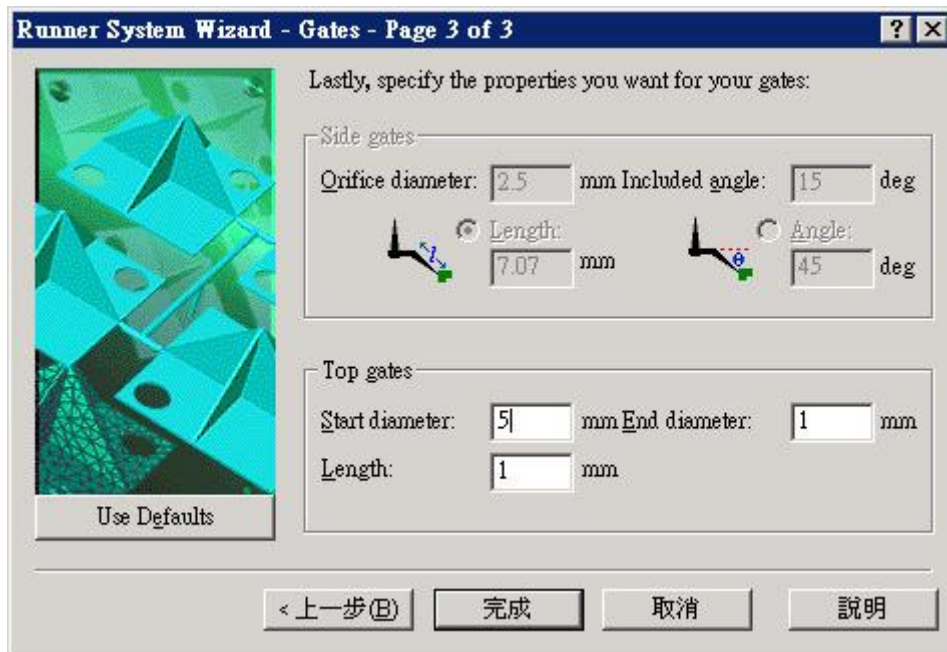 Runner System Wizard - Gates - Page 3 of 3
Lastly, specify the properties you want for your gates:
Side gates
Orifice diameter: 2.5 mm Included angle: 15 deg
Length: Angle:
l θ
7.07 mm 45 deg
Top gates
Start diameter: 5 mm End diameter: 1 mm
Length: 1 mm
Use Defaults
<上一步(B) 完成 取消 說明